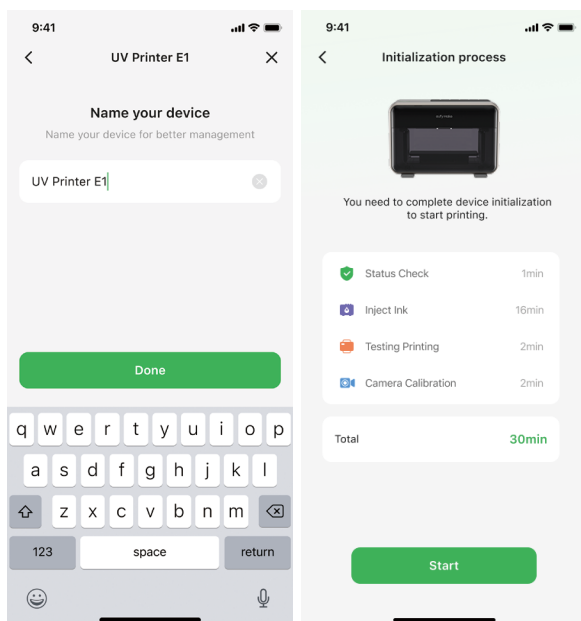 9:41
UV Printer E1
Name your device
Name your device for better management
UV Printer E1
Done
q w e r t y u i o p
a s d f g h j k l
z x c v b n m
123 space return
9:41
Initialization process
You need to complete device initialization
to start printing.
Status Check 1min
Inject Ink 16min
Testing Printing 2min
Camera Calibration 2min
Total 30min
Start